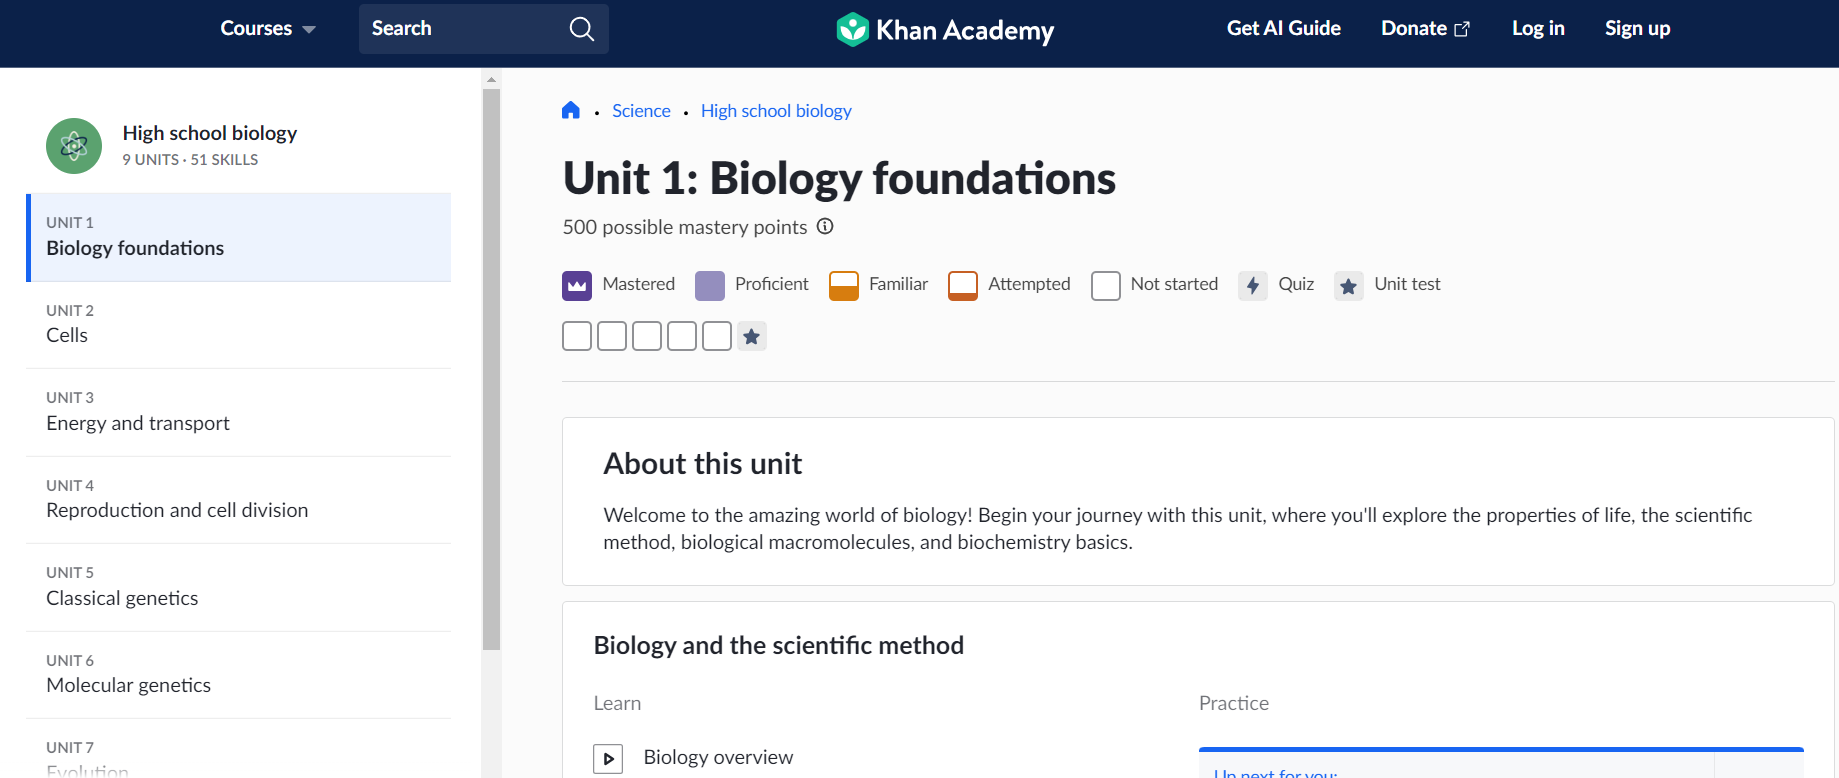 Courses
Search
Khan Academy
Get AI Guide
Donate
Log in
Sign up
High school biology
9 UNITS · 51 SKILLS
UNIT 1
Biology foundations
UNIT 2
Cells
UNIT 3
Energy and transport
UNIT 4
Reproduction and cell division
UNIT 5
Classical genetics
UNIT 6
Molecular genetics
UNIT 7
Evolution
Science • High school biology
Unit 1: Biology foundations
500 possible mastery points
Mastered Proficient Familiar Attempted Not started Quiz Unit test
About this unit
Welcome to the amazing world of biology! Begin your journey with this unit, where you'll explore the properties of life, the scientific
method, biological macromolecules, and biochemistry basics.
Biology and the scientific method
Learn
Biology overview
Practice
Up next for you: